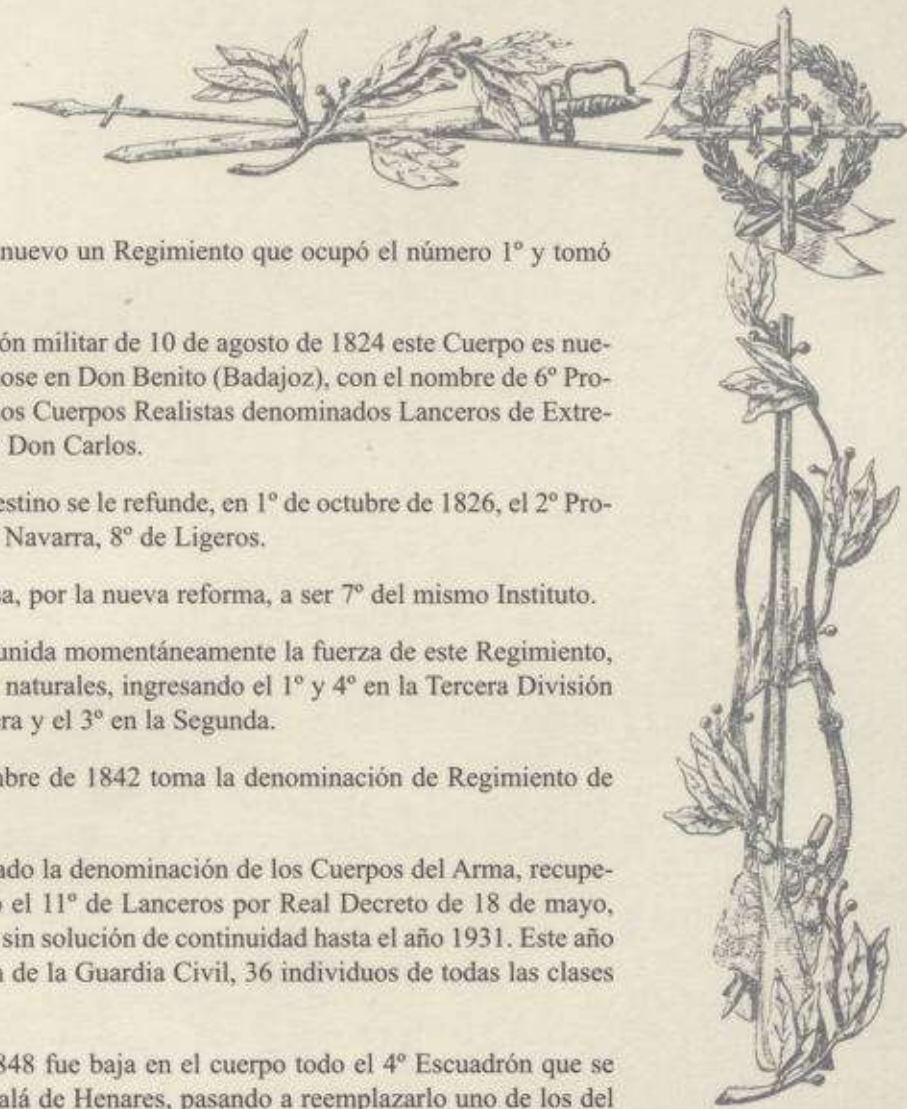 nuevo un Regimiento que ocupó el número 1º y tomó
ón militar de 10 de agosto de 1824 este Cuerpo es nue-
ose en Don Benito (Badajoz), con el nombre de 6º Pro-
os Cuerpos Realistas denominados Lanceros de Extre-
Don Carlos.
estino se le refunde, en 1º de octubre de 1826, el 2º Pro-
Navarra, 8º de Ligeros.
sa, por la nueva reforma, a ser 7º del mismo Instituto.
unida momentáneamente la fuerza de este Regimiento,
naturales, ingresando el 1º y 4º en la Tercera División
era y el 3º en la Segunda.
mbre de 1842 toma la denominación de Regimiento de
ado la denominación de los Cuerpos del Arma, recupe-
o el 11º de Lanceros por Real Decreto de 18 de mayo,
sin solución de continuidad hasta el año 1931. Este año
n de la Guardia Civil, 36 individuos de todas las clases
848 fue baja en el cuerpo todo el 4º Escuadrón que se
alá de Henares, pasando a reemplazarlo uno de los del